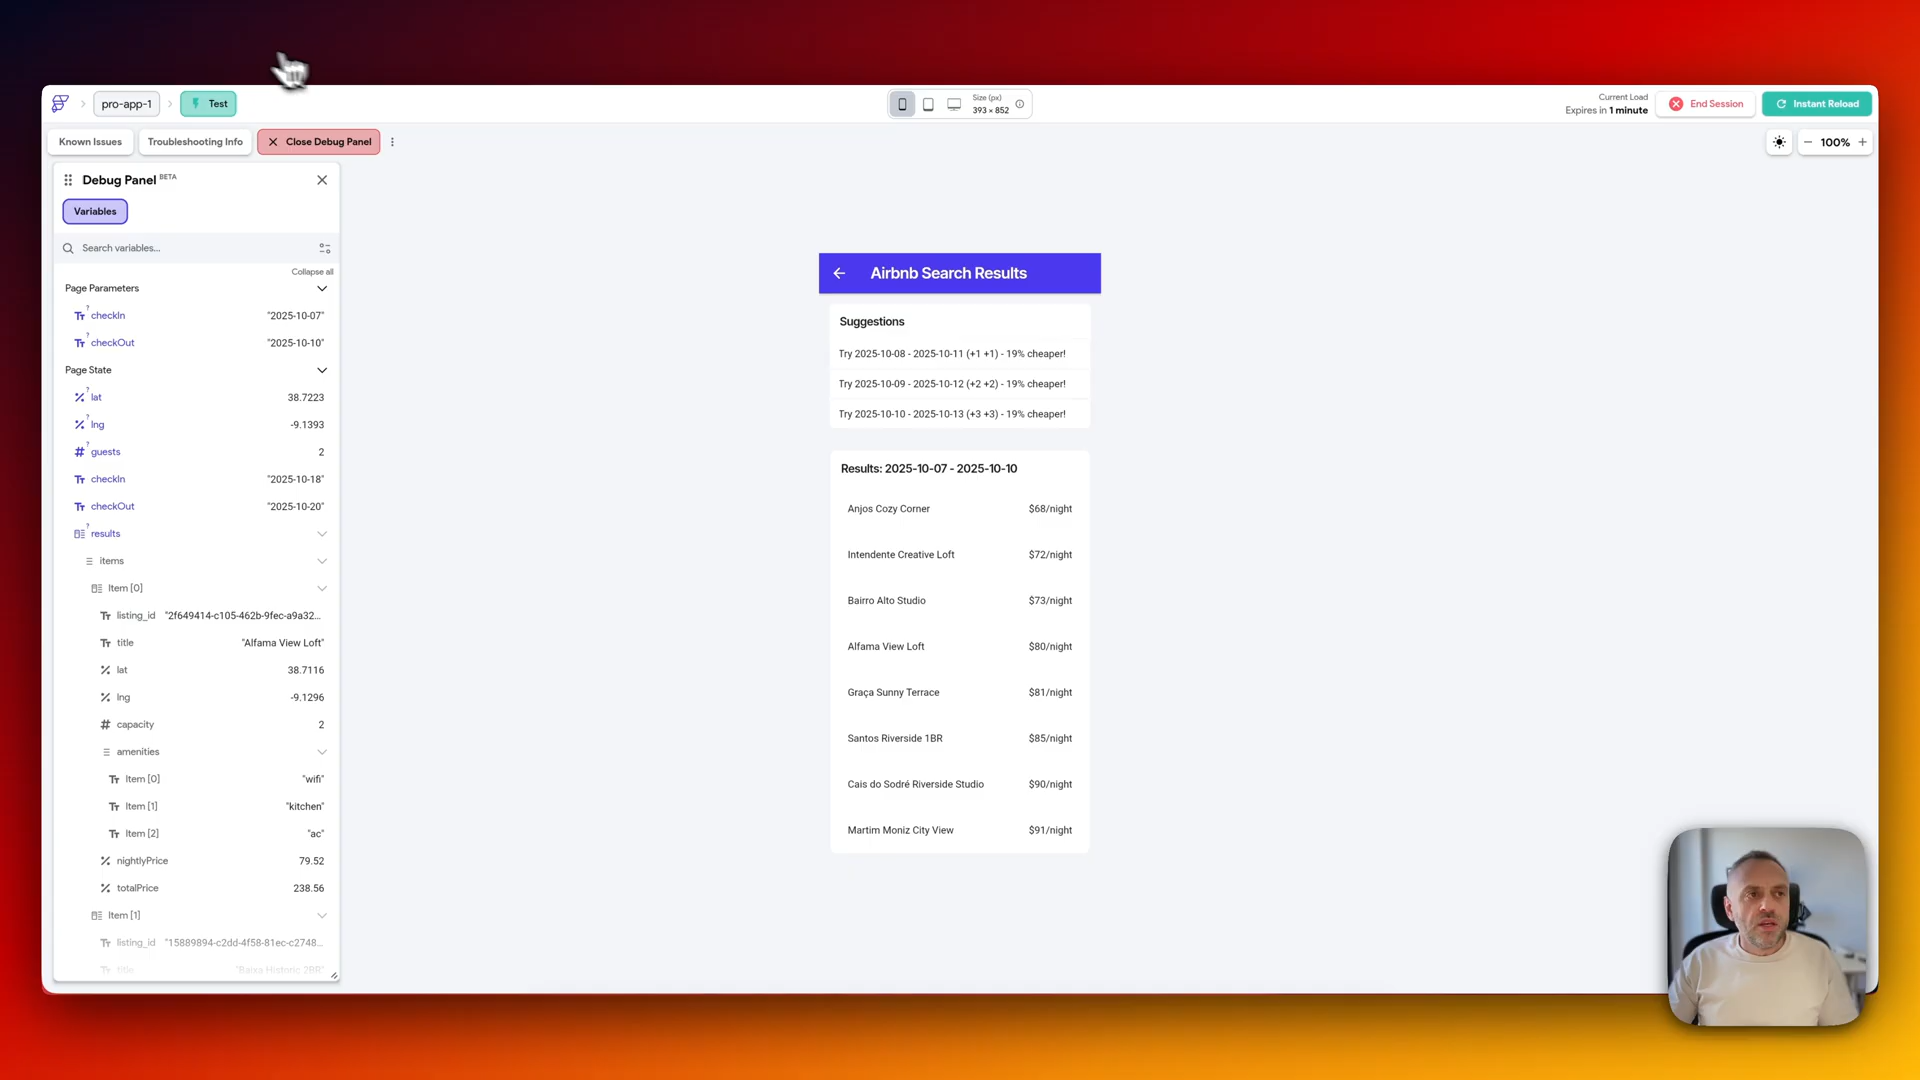 pro-app-1
Test
Size (px)
393 × 852
Current Load
Expires in 1 minute
End Session
Instant Reload
Known Issues
Troubleshooting Info
Close Debug Panel
100%
Debug Panel BETA
Variables
Search variables...
Collapse all
Page Parameters
? checkIn "2025-10-07"
? checkOut "2025-10-10"
Page State
? lat 38.7223
? lng -9.1393
? guests 2
checkIn "2025-10-18"
checkOut "2025-10-20"
? results
items
Item [0]
listing_id "2f649414-c105-462b-9fec-a9a32...
title "Alfama View Loft"
lat 38.7116
lng -9.1296
capacity 2
amenities
Item [0] "wifi"
Item [1] "kitchen"
Item [2] "ac"
nightlyPrice 79.52
totalPrice 238.56
Item [1]
listing_id "15889894-c2dd-4f58-81ec-c2748...
title "Baixa Historic 2BR"
Airbnb Search Results
Suggestions
Try 2025-10-08 - 2025-10-11 (+1 +1) - 19% cheaper!
Try 2025-10-09 - 2025-10-12 (+2 +2) - 19% cheaper!
Try 2025-10-10 - 2025-10-13 (+3 +3) - 19% cheaper!
Results: 2025-10-07 - 2025-10-10
Anjos Cozy Corner $68/night
Intendente Creative Loft $72/night
Bairro Alto Studio $73/night
Alfama View Loft $80/night
Graça Sunny Terrace $81/night
Santos Riverside 1BR $85/night
Cais do Sodré Riverside Studio $90/night
Martim Moniz City View $91/night